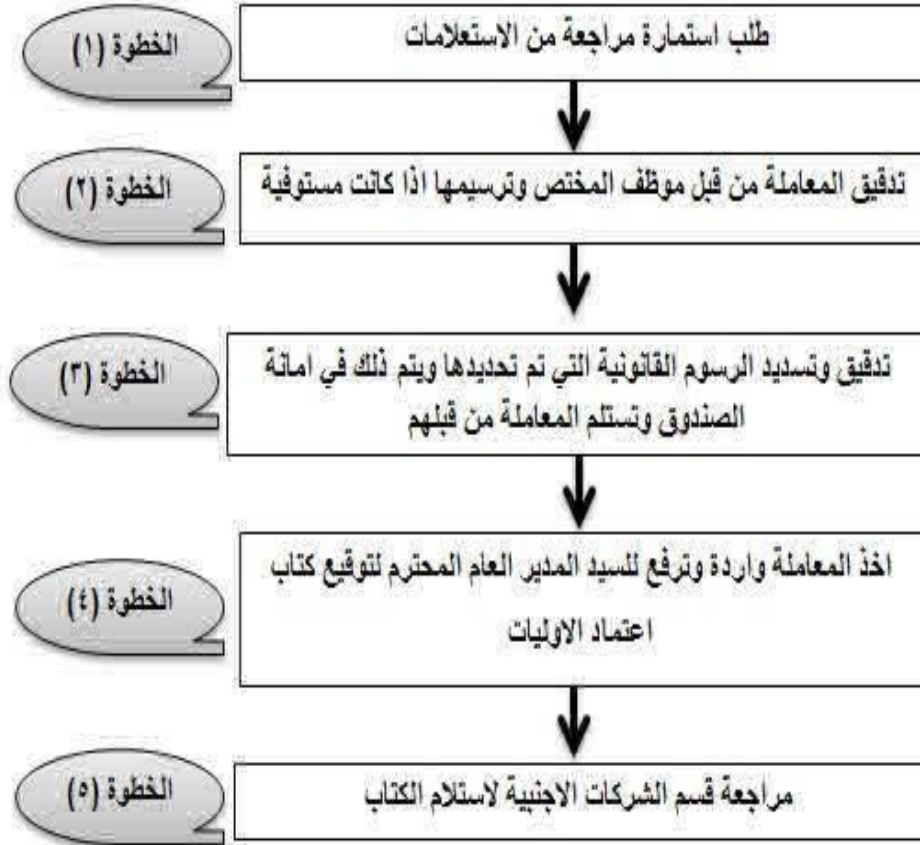 الخطوة (١)
طلب استمارة مراجعة من الاستعلامات
الخطوة (٢)
تدقيق المعاملة من قبل موظف المختص وترسيمها اذا كانت مستوفية
الخطوة (٣)
تدقيق وتسديد الرسوم القانونية التي تم تحديدها ويتم ذلك في امانة
الصندوق وتستلم المعاملة من قبلهم
الخطوة (٤)
اخذ المعاملة واردة وترفع للسيد المدير العام المحترم لتوقيع كتاب
اعتماد الاوليات
الخطوة (٥)
مراجعة قسم الشركات الاجنبية لاستلام الكتاب